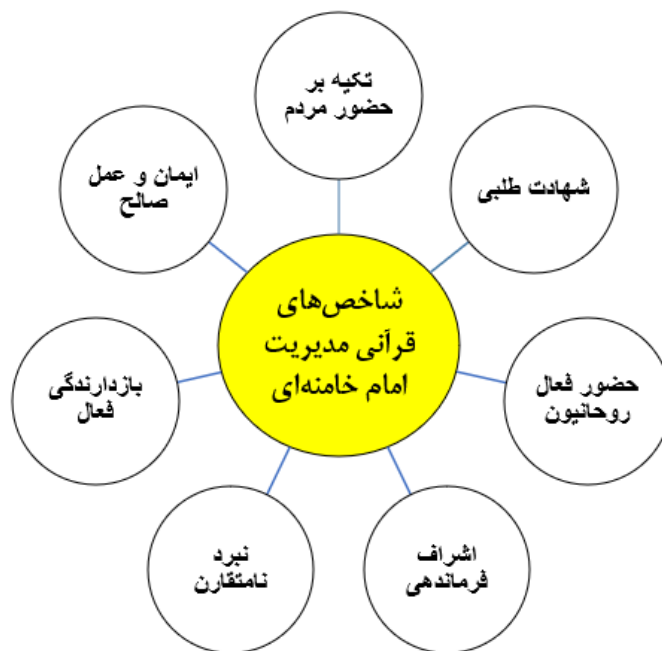 تکیه بر
حضور مردم
شهادت طلبی
حضور فعال
روحانیون
اشراف
فرماندهی
نبرد
نامتقارن
بازدارندگی
فعال
ایمان و عمل
صالح
شاخص‌های
قرآنی مدیریت
امام خامنه‌ای